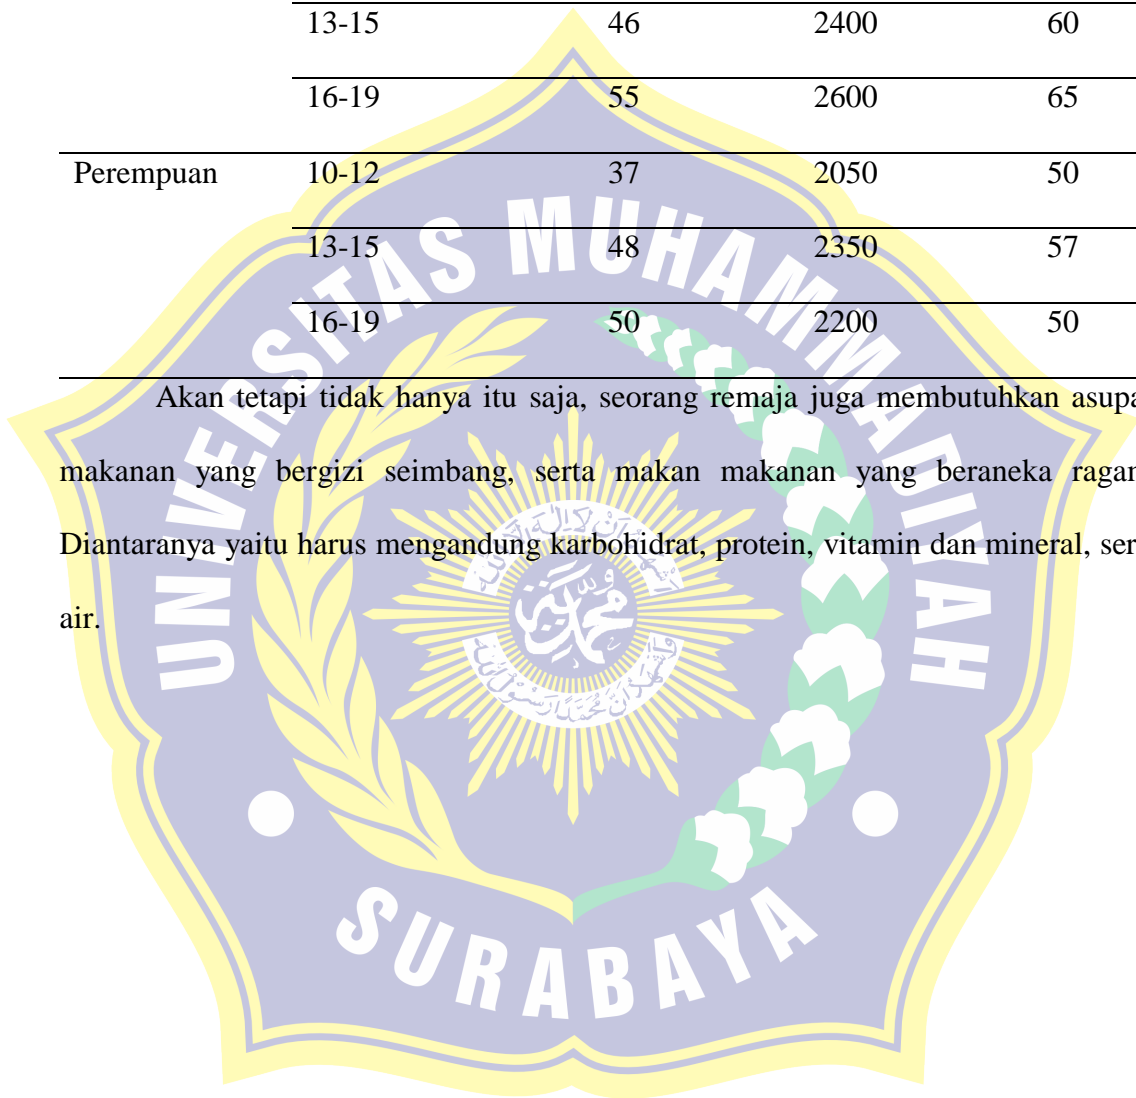 13-15 46 2400 60
16-19 55 2600 65
Perempuan 10-12 37 2050 50
13-15 48 2350 57
16-19 50 2200 50
Akan tetapi tidak hanya itu saja, seorang remaja juga membutuhkan asupa
makanan yang bergizi seimbang, serta makan makanan yang beraneka ragam
Diantaranya yaitu harus mengandung karbohidrat, protein, vitamin dan mineral, ser
air.
UNIVERSITAS MUHAMMADIYAH
SURABAYA
محمدية